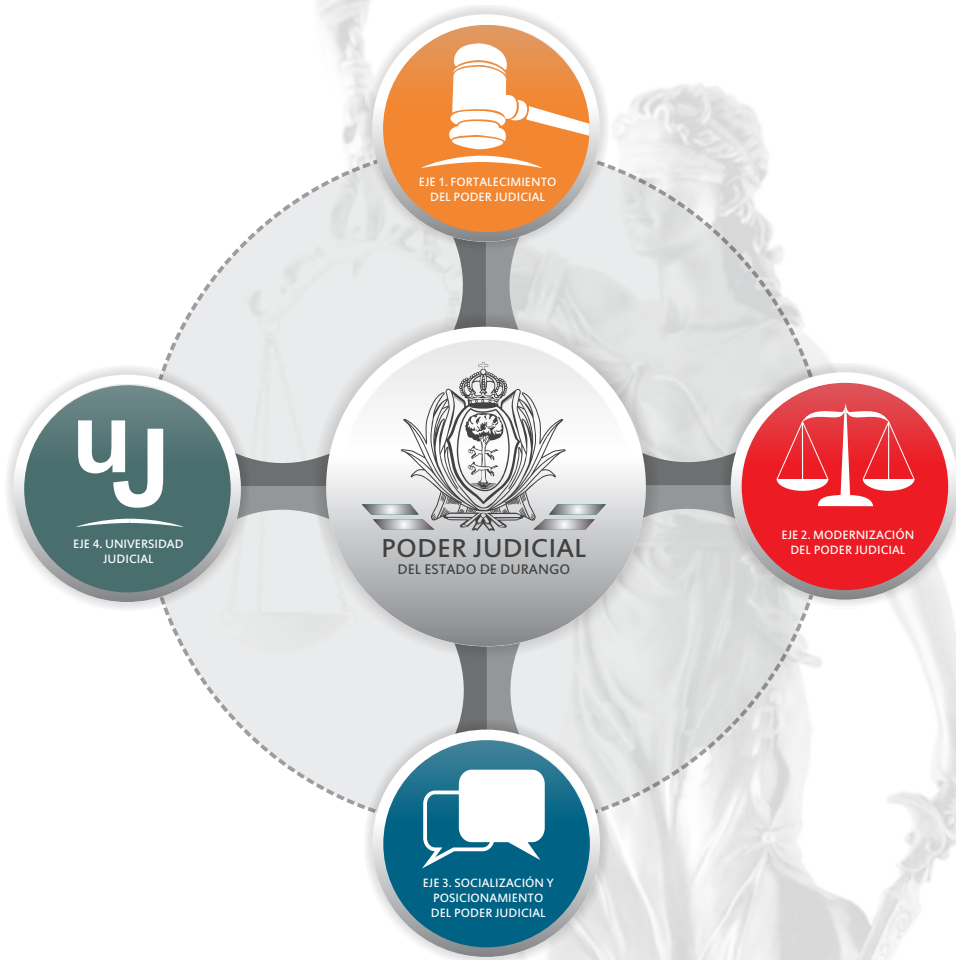 EJE 1. FORTALECIMIENTO
DEL PODER JUDICIAL
uJ
EJE 4. UNIVERSIDAD
JUDICIAL
PODER JUDICIAL
DEL ESTADO DE DURANGO
EJE 2. MODERNIZACIÓN
DEL PODER JUDICIAL
EJE 3. SOCIALIZACIÓN Y
POSICIONAMIENTO
DEL PODER JUDICIAL